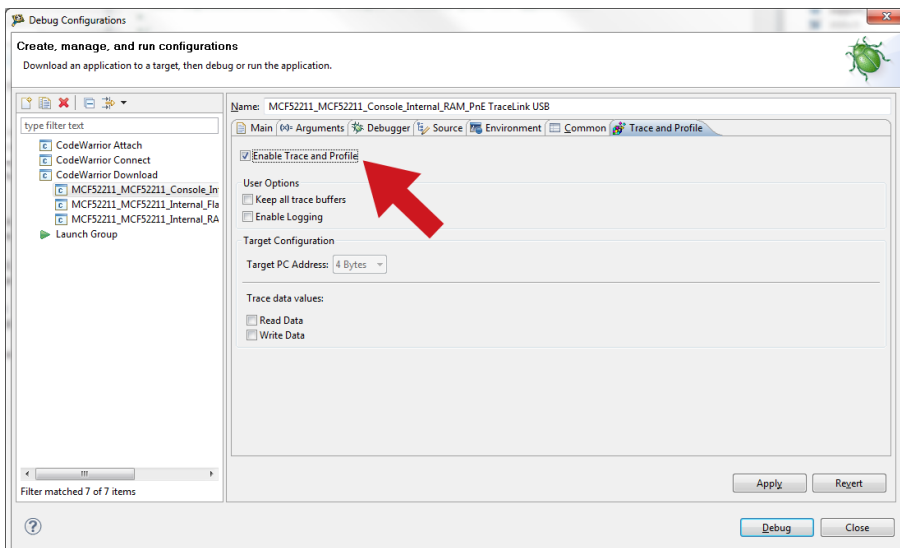 Debug Configurations
Create, manage, and run configurations
Download an application to a target, then debug or run the application.
type filter text
CodeWarrior Attach
CodeWarrior Connect
CodeWarrior Download
MCF52211_MCF52211_Console_In
MCF52211_MCF52211_Internal_Fla
MCF52211_MCF52211_Internal_RA
Launch Group
Filter matched 7 of 7 items
Name: MCF52211_MCF52211_Console_Internal_RAM_PnE TraceLink USB
Main Arguments Debugger Source Environment Common Trace and Profile
Enable Trace and Profile
User Options
Keep all trace buffers
Enable Logging
Target Configuration
Target PC Address: 4 Bytes
Trace data values:
Read Data
Write Data
Apply Revert
Debug Close